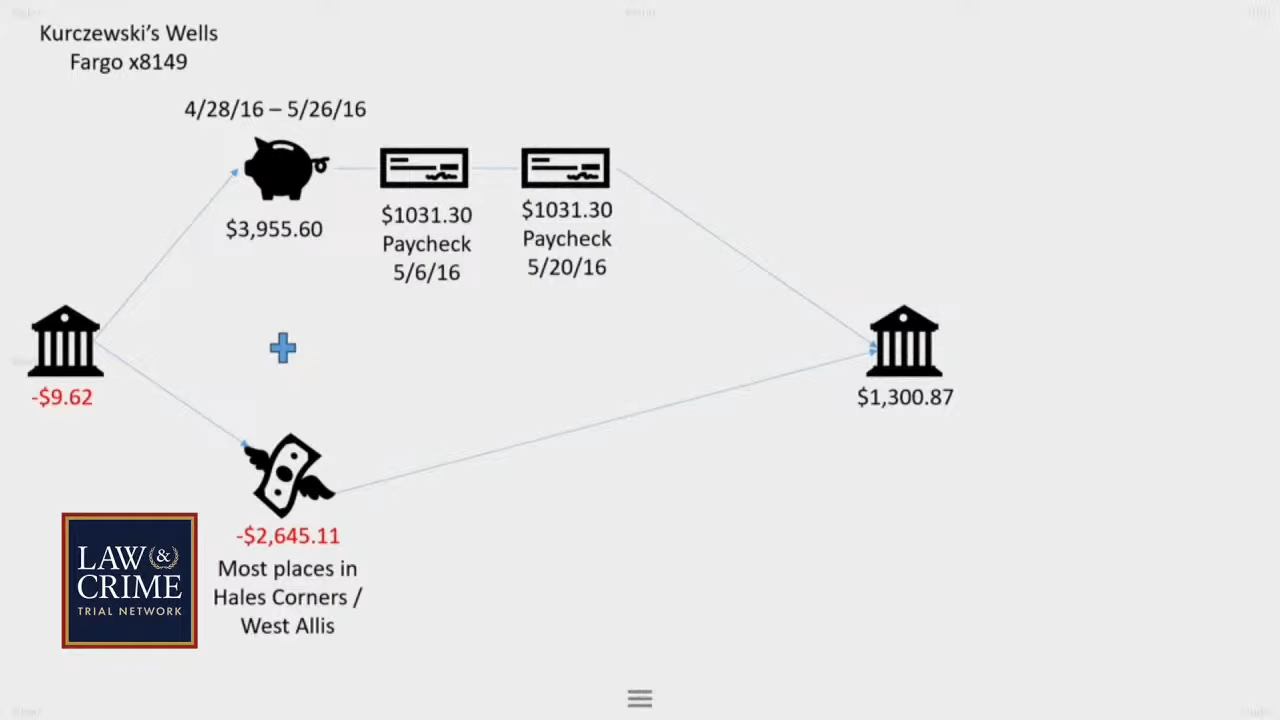 Kurczewski's Wells
Fargo x8149
4/28/16 – 5/26/16
$3,955.60
$1031.30
Paycheck
5/6/16
$1031.30
Paycheck
5/20/16
-$9.62
$1,300.87
-$2,645.11
Most places in
Hales Corners /
West Allis
LAW &
CRIME
TRIAL NETWORK